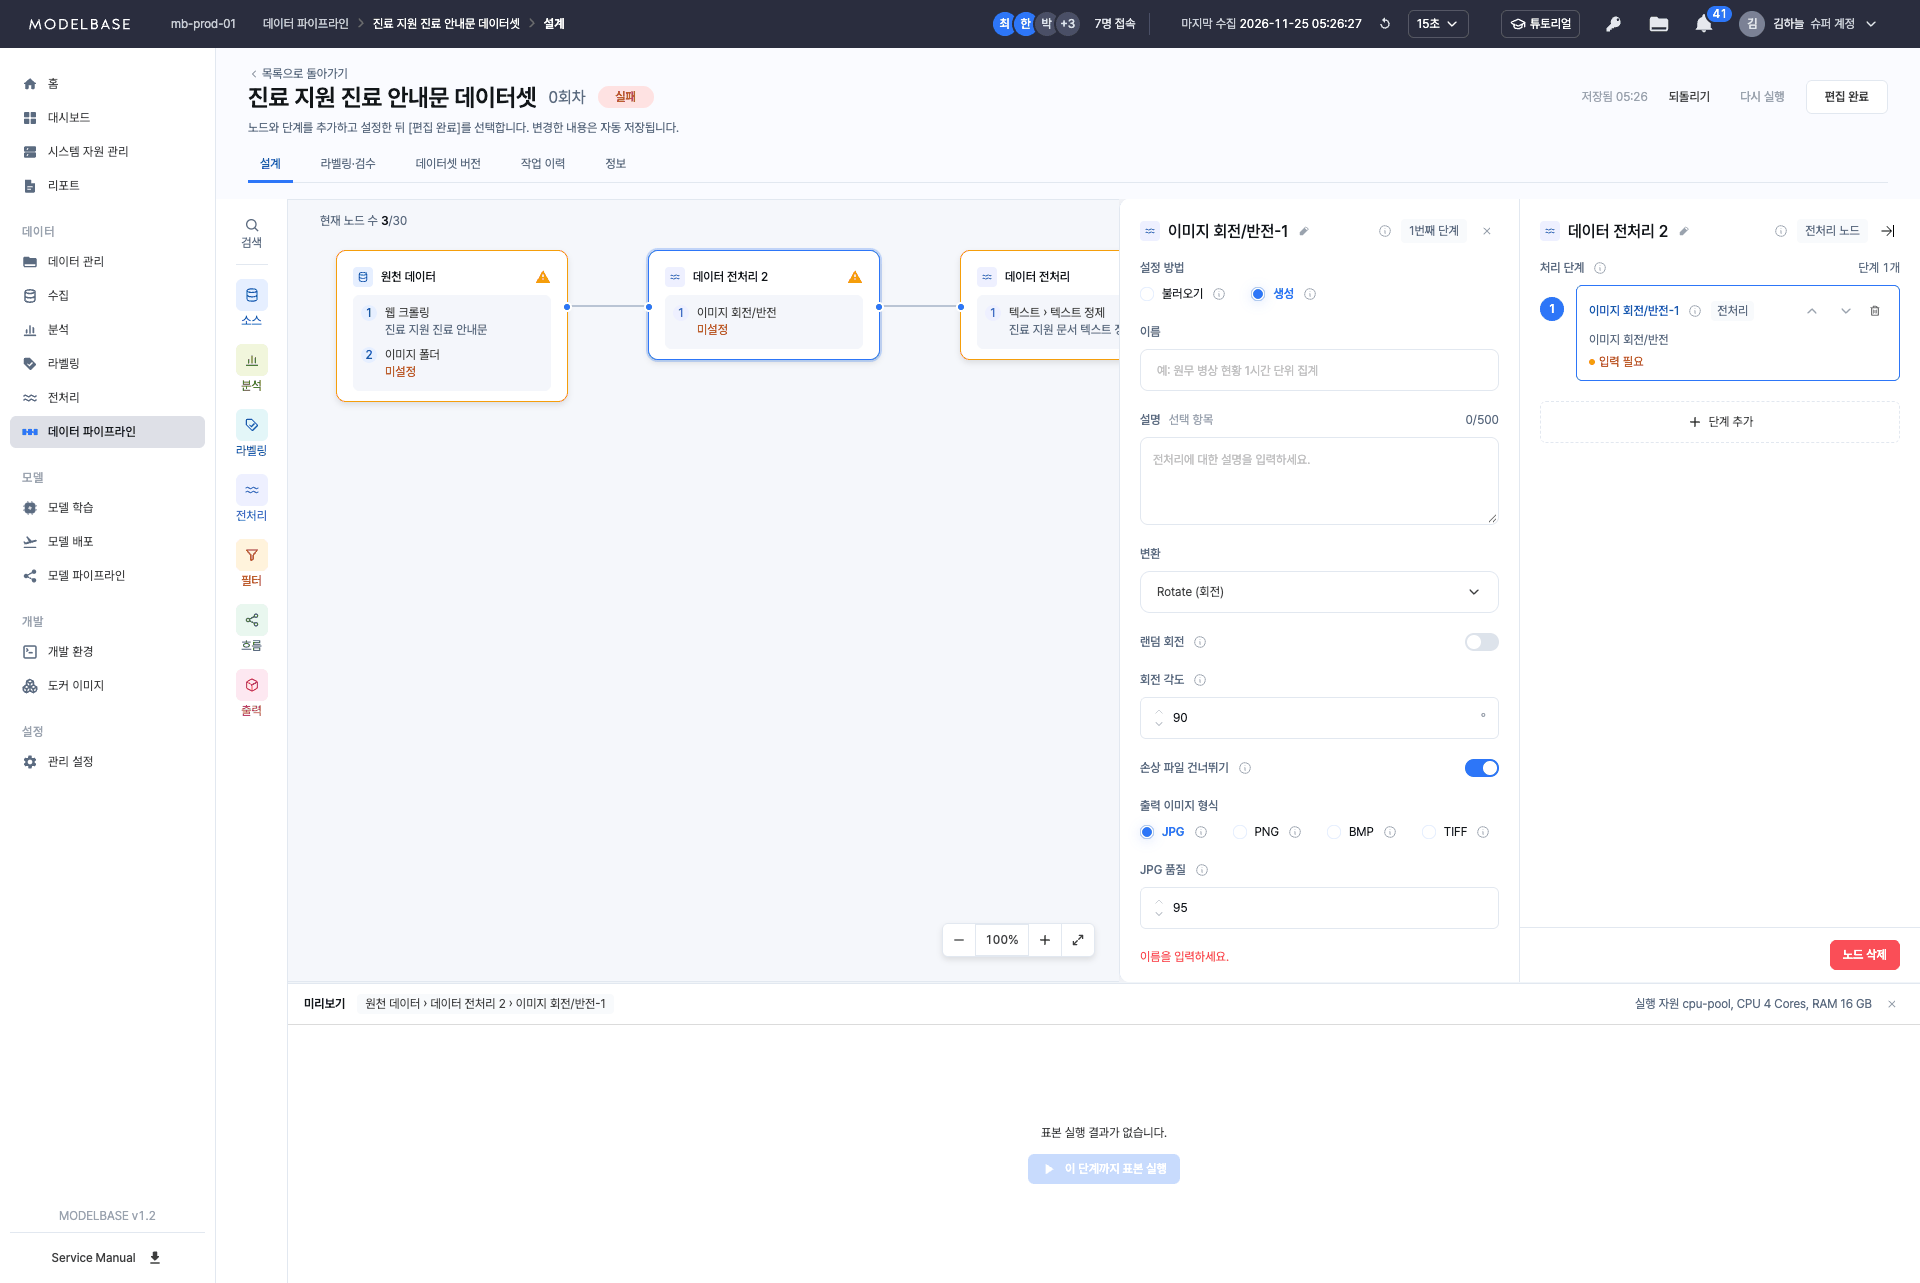 MODELBASE
mb-prod-01
데이터 파이프라인
진료 지원 진료 안내문 데이터셋
설계
최
한
박
+3
7명 접속
마지막 수집 2026-11-25 05:26:27
15초
튜토리얼
41
김
김하늘 슈퍼 계정
홈
대시보드
시스템 자원 관리
리포트
데이터
데이터 관리
수집
분석
라벨링
전처리
데이터 파이프라인
모델
모델 학습
모델 배포
모델 파이프라인
개발
개발 환경
도커 이미지
설정
관리 설정
MODELBASE v1.2
Service Manual
목록으로 돌아가기
진료 지원 진료 안내문 데이터셋 0회차 실패
노드와 단계를 추가하고 설정한 뒤 [편집 완료]를 선택합니다. 변경한 내용은 자동 저장됩니다.
저장됨 05:26
되돌리기
다시 실행
편집 완료
설계
라벨링·검수
데이터셋 버전
작업 이력
정보
검색
소스
분석
라벨링
전처리
필터
흐름
출력
현재 노드 수 3/30
원천 데이터
1 웹 크롤링
진료 지원 진료 안내문
2 이미지 폴더
미설정
데이터 전처리 2
1 이미지 회전/반전
미설정
데이터 전처리
1 텍스트 › 텍스트 정제
진료 지원 문서 텍스트 정
100%
이미지 회전/반전-1
1번째 단계
설정 방법
불러오기
생성
이름
예: 원무 병상 현황 1시간 단위 집계
설명 선택 항목
0/500
전처리에 대한 설명을 입력하세요.
변환
Rotate (회전)
랜덤 회전
회전 각도
90
°
손상 파일 건너뛰기
출력 이미지 형식
JPG
PNG
BMP
TIFF
JPG 품질
95
이름을 입력하세요.
데이터 전처리 2
전처리 노드
처리 단계
단계 1개
1
이미지 회전/반전-1
전처리
이미지 회전/반전
입력 필요
단계 추가
노드 삭제
미리보기
원천 데이터 › 데이터 전처리 2 › 이미지 회전/반전-1
실행 자원 cpu-pool, CPU 4 Cores, RAM 16 GB
표본 실행 결과가 없습니다.
이 단계까지 표본 실행